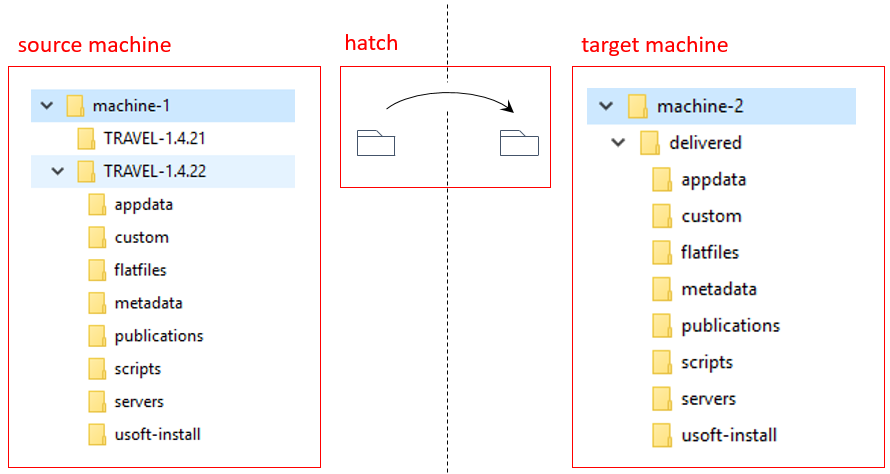 source machine
machine-1
TRAVEL-1.4.21
TRAVEL-1.4.22
appdata
custom
flatfiles
metadata
publications
scripts
servers
usoft-install
hatch
target machine
machine-2
delivered
appdata
custom
flatfiles
metadata
publications
scripts
servers
usoft-install